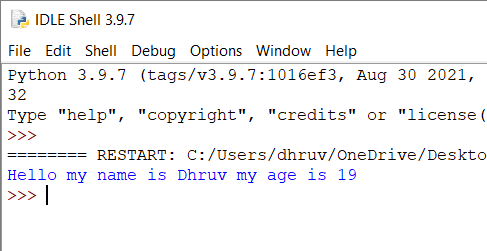 IDLE Shell 3.9.7
File Edit Shell Debug Options Window Help
Python 3.9.7 (tags/v3.9.7:1016ef3, Aug 30 2021,
32
Type "help", "copyright", "credits" or "license(
>>>
======== RESTART: C:/Users/dhruv/OneDrive/Deskto
Hello my name is Dhruv my age is 19
>>>